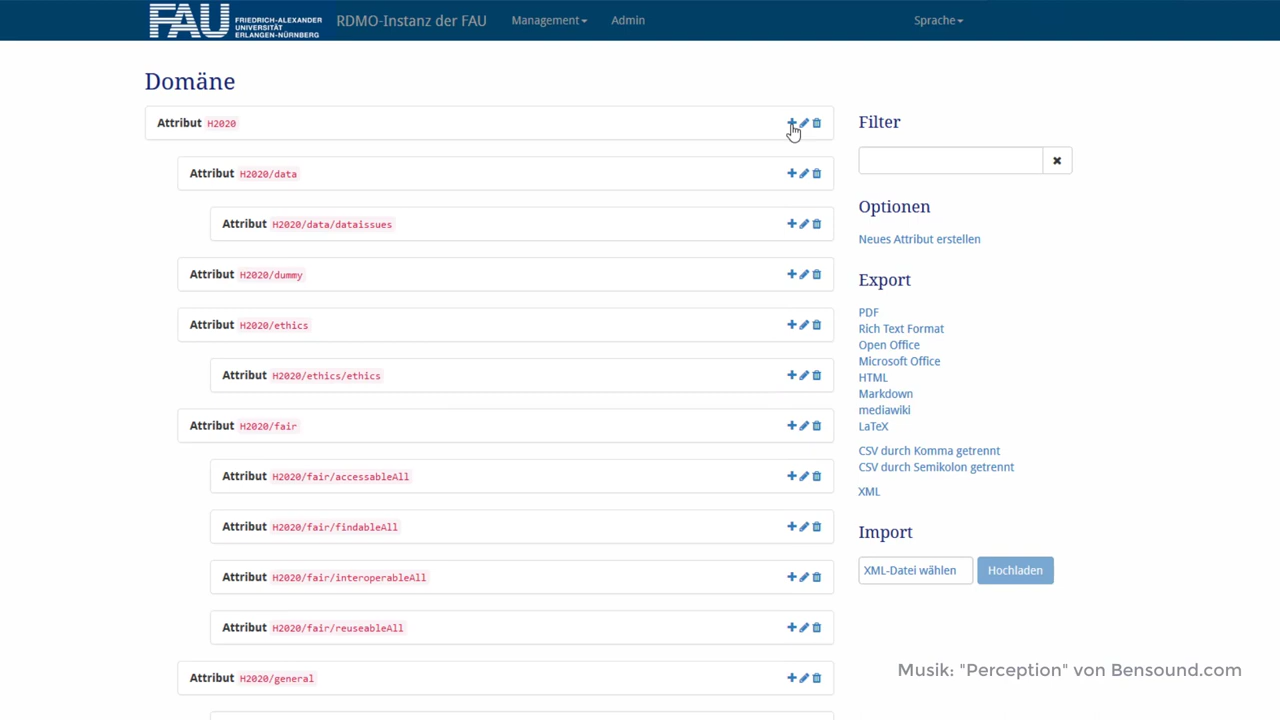 FAU
FRIEDRICH-ALEXANDER
UNIVERSITÄT
ERLANGEN-NÜRNBERG
RDMO-Instanz der FAU
Management
Admin
Sprache
Domäne
Attribut H2020
Attribut H2020/data
Attribut H2020/data/dataissues
Attribut H2020/dummy
Attribut H2020/ethics
Attribut H2020/ethics/ethics
Attribut H2020/fair
Attribut H2020/fair/accessableAll
Attribut H2020/fair/findableAll
Attribut H2020/fair/interoperableAll
Attribut H2020/fair/reuseableAll
Attribut H2020/general
Filter
Optionen
Neues Attribut erstellen
Export
PDF
Rich Text Format
Open Office
Microsoft Office
HTML
Markdown
mediawiki
LaTeX
CSV durch Komma getrennt
CSV durch Semikolon getrennt
XML
Import
XML-Datei wählen
Hochladen
Musik: "Perception" von Bensound.com